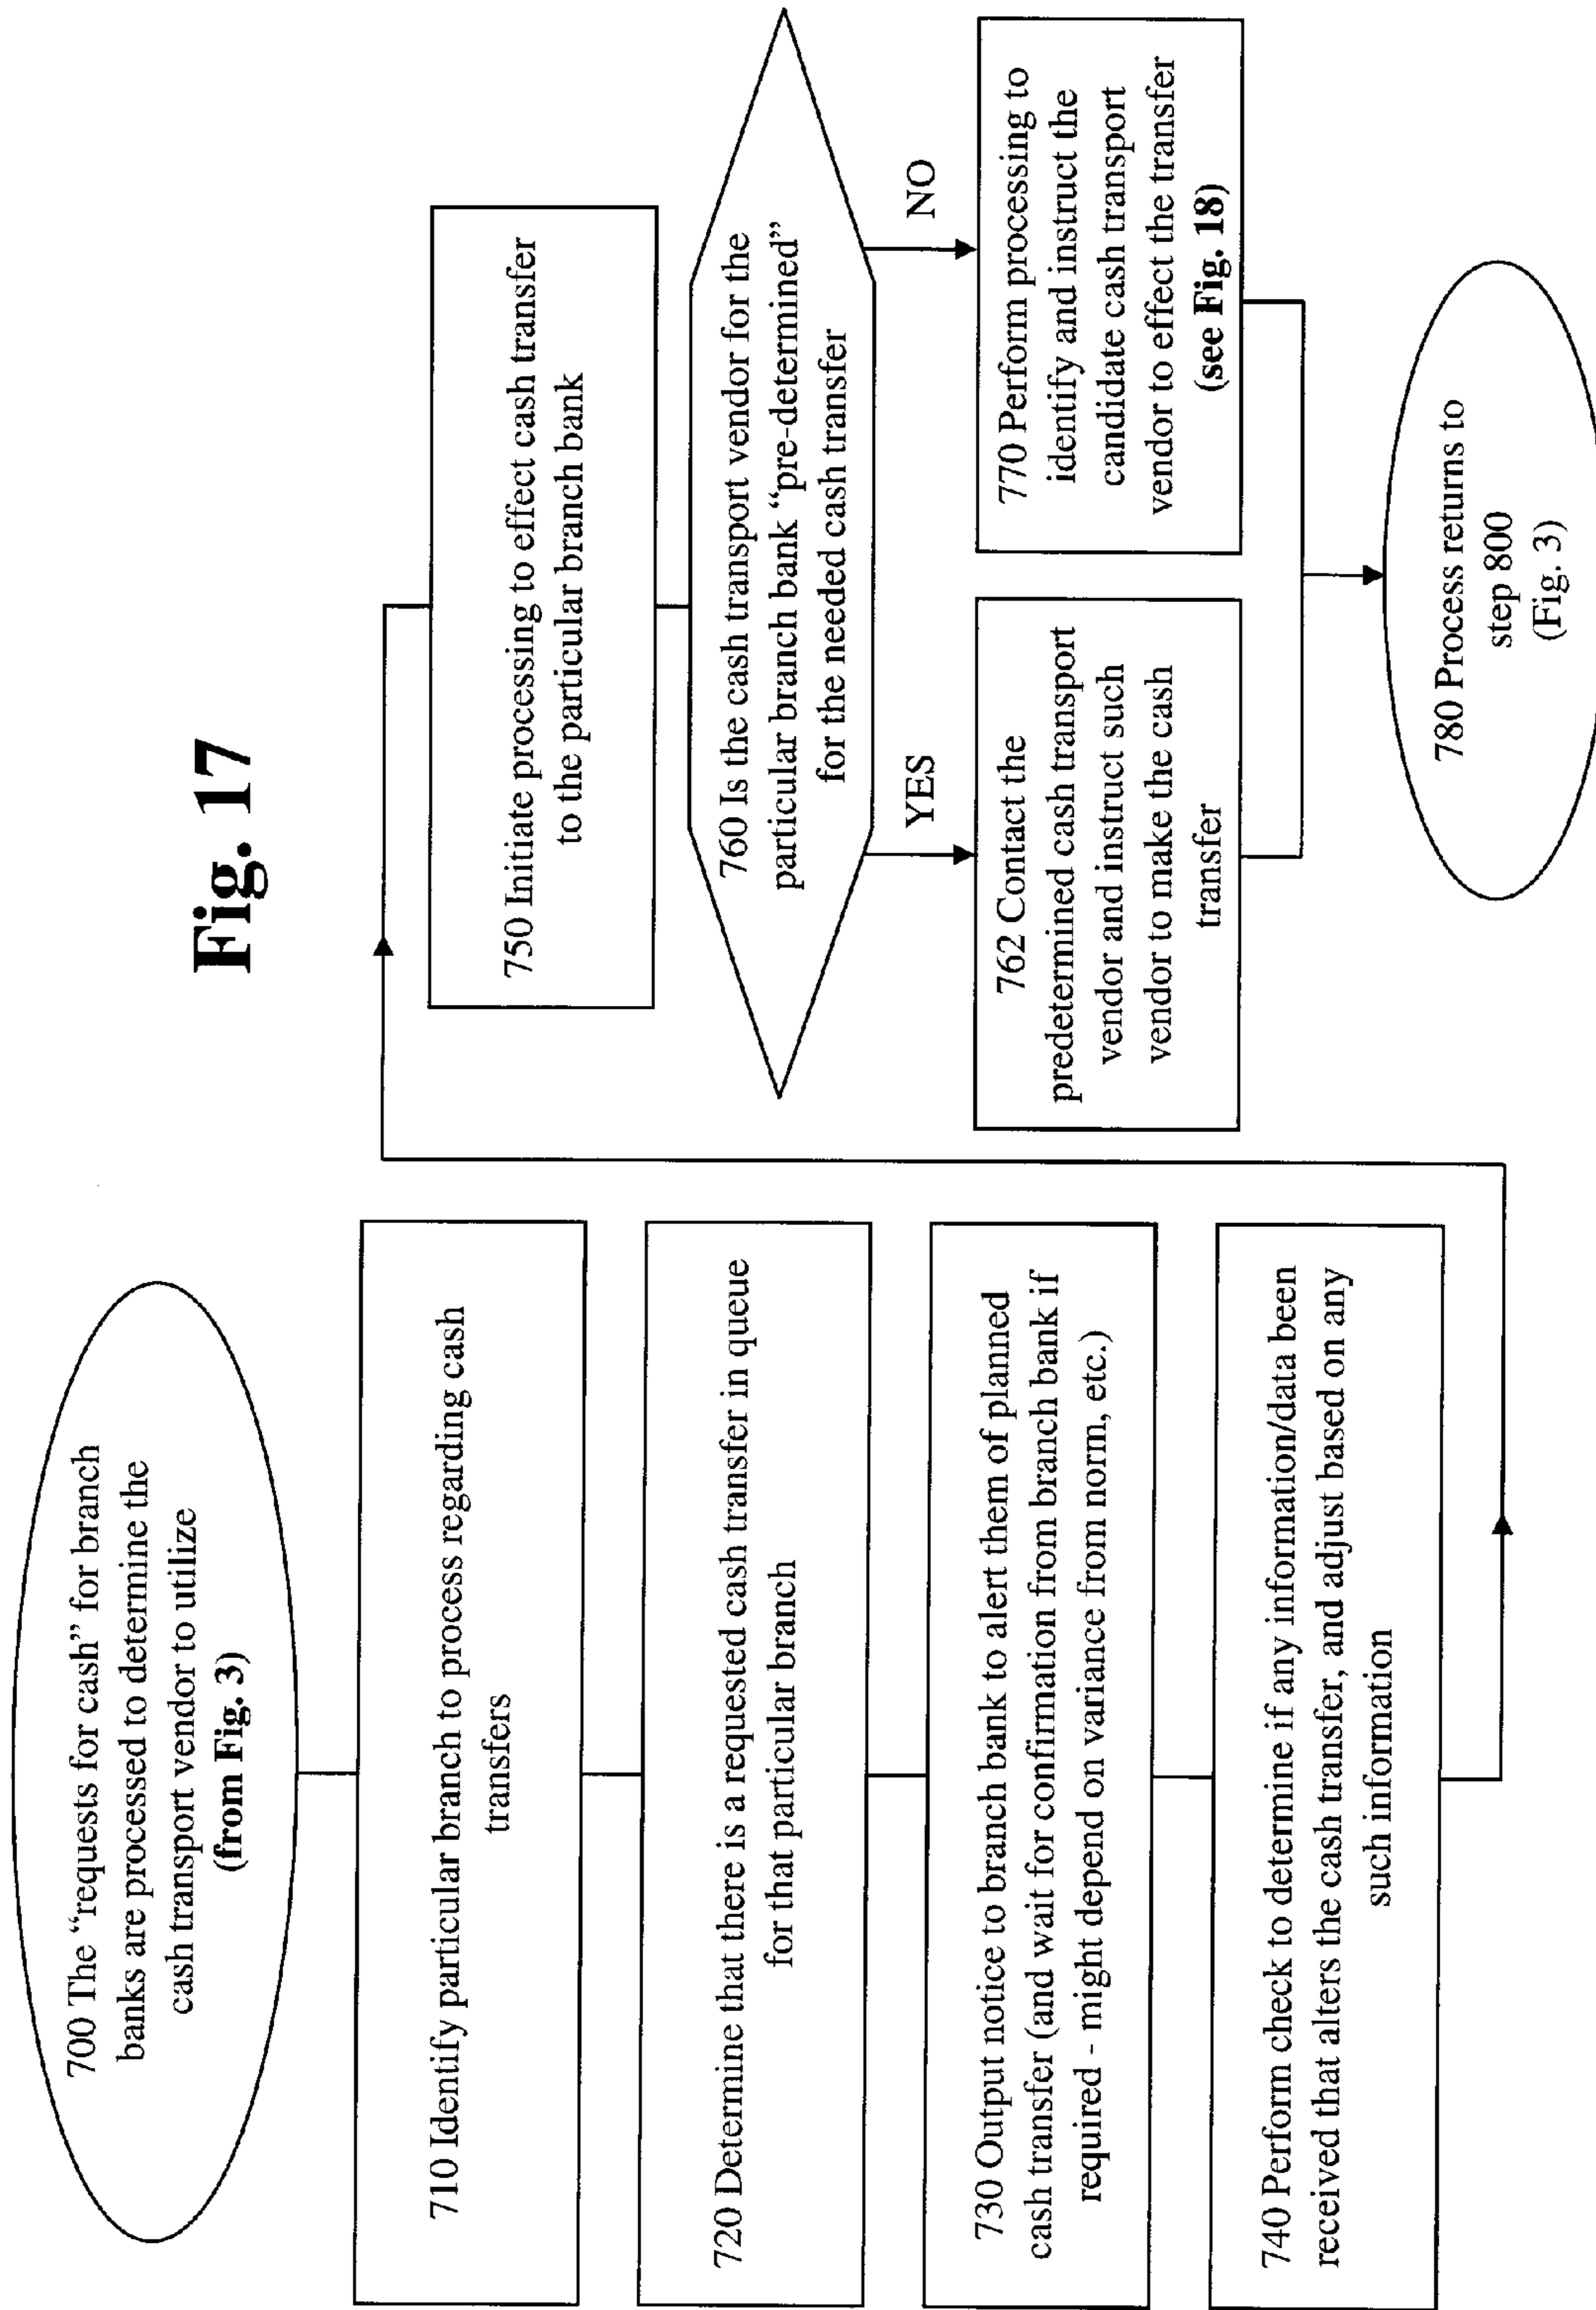 Fig. 17
700 The “requests for cash” for branch
banks are processed to determine the
cash transport vendor to utilize
(from Fig. 3)
710 Identify particular branch to process regarding cash
transfers
720 Determine that there is a requested cash transfer in queue
for that particular branch
730 Output notice to branch bank to alert them of planned
cash transfer (and wait for confirmation from branch bank if
required - might depend on variance from norm, etc.)
740 Perform check to determine if any information/data been
received that alters the cash transfer, and adjust based on any
such information
750 Initiate processing to effect cash transfer
to the particular branch bank
760 Is the cash transport vendor for the
particular branch bank “pre-determined”
for the needed cash transfer
YES
NO
762 Contact the
predetermined cash transport
vendor and instruct such
vendor to make the cash
transfer
770 Perform processing to
identify and instruct the
candidate cash transport
vendor to effect the transfer
(see Fig. 18)
780 Process returns to
step 800
(Fig. 3)